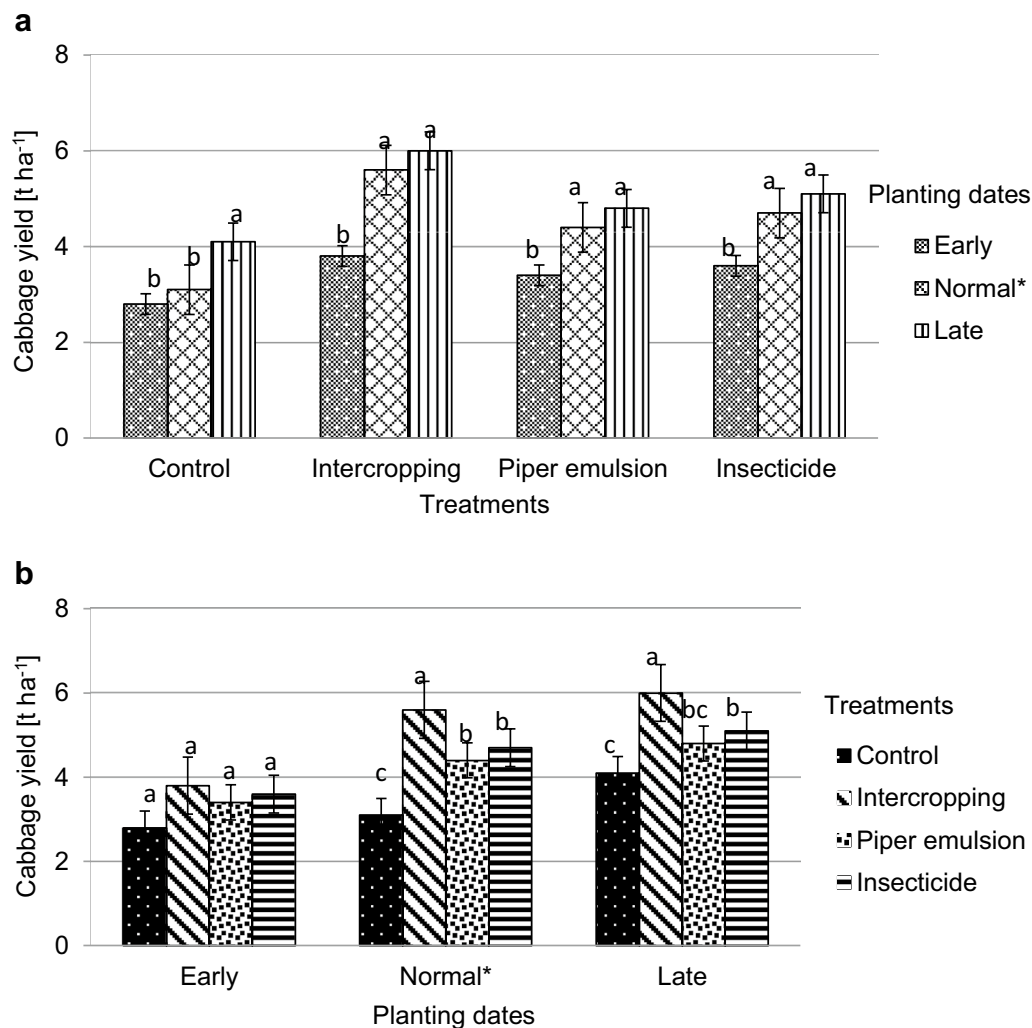 a
Cabbage yield [t ha⁻¹]
8
6
4
2
0
b
b
a
b
a
a
b
a
a
b
a
a
Control
Intercropping
Piper emulsion
Insecticide
Treatments
Planting dates
Early
Normal*
Late
b
Cabbage yield [t ha⁻¹]
8
6
4
2
0
a
a
a
a
c
a
b
b
c
a
bc
b
Early
Normal*
Late
Planting dates
Treatments
Control
Intercropping
Piper emulsion
Insecticide